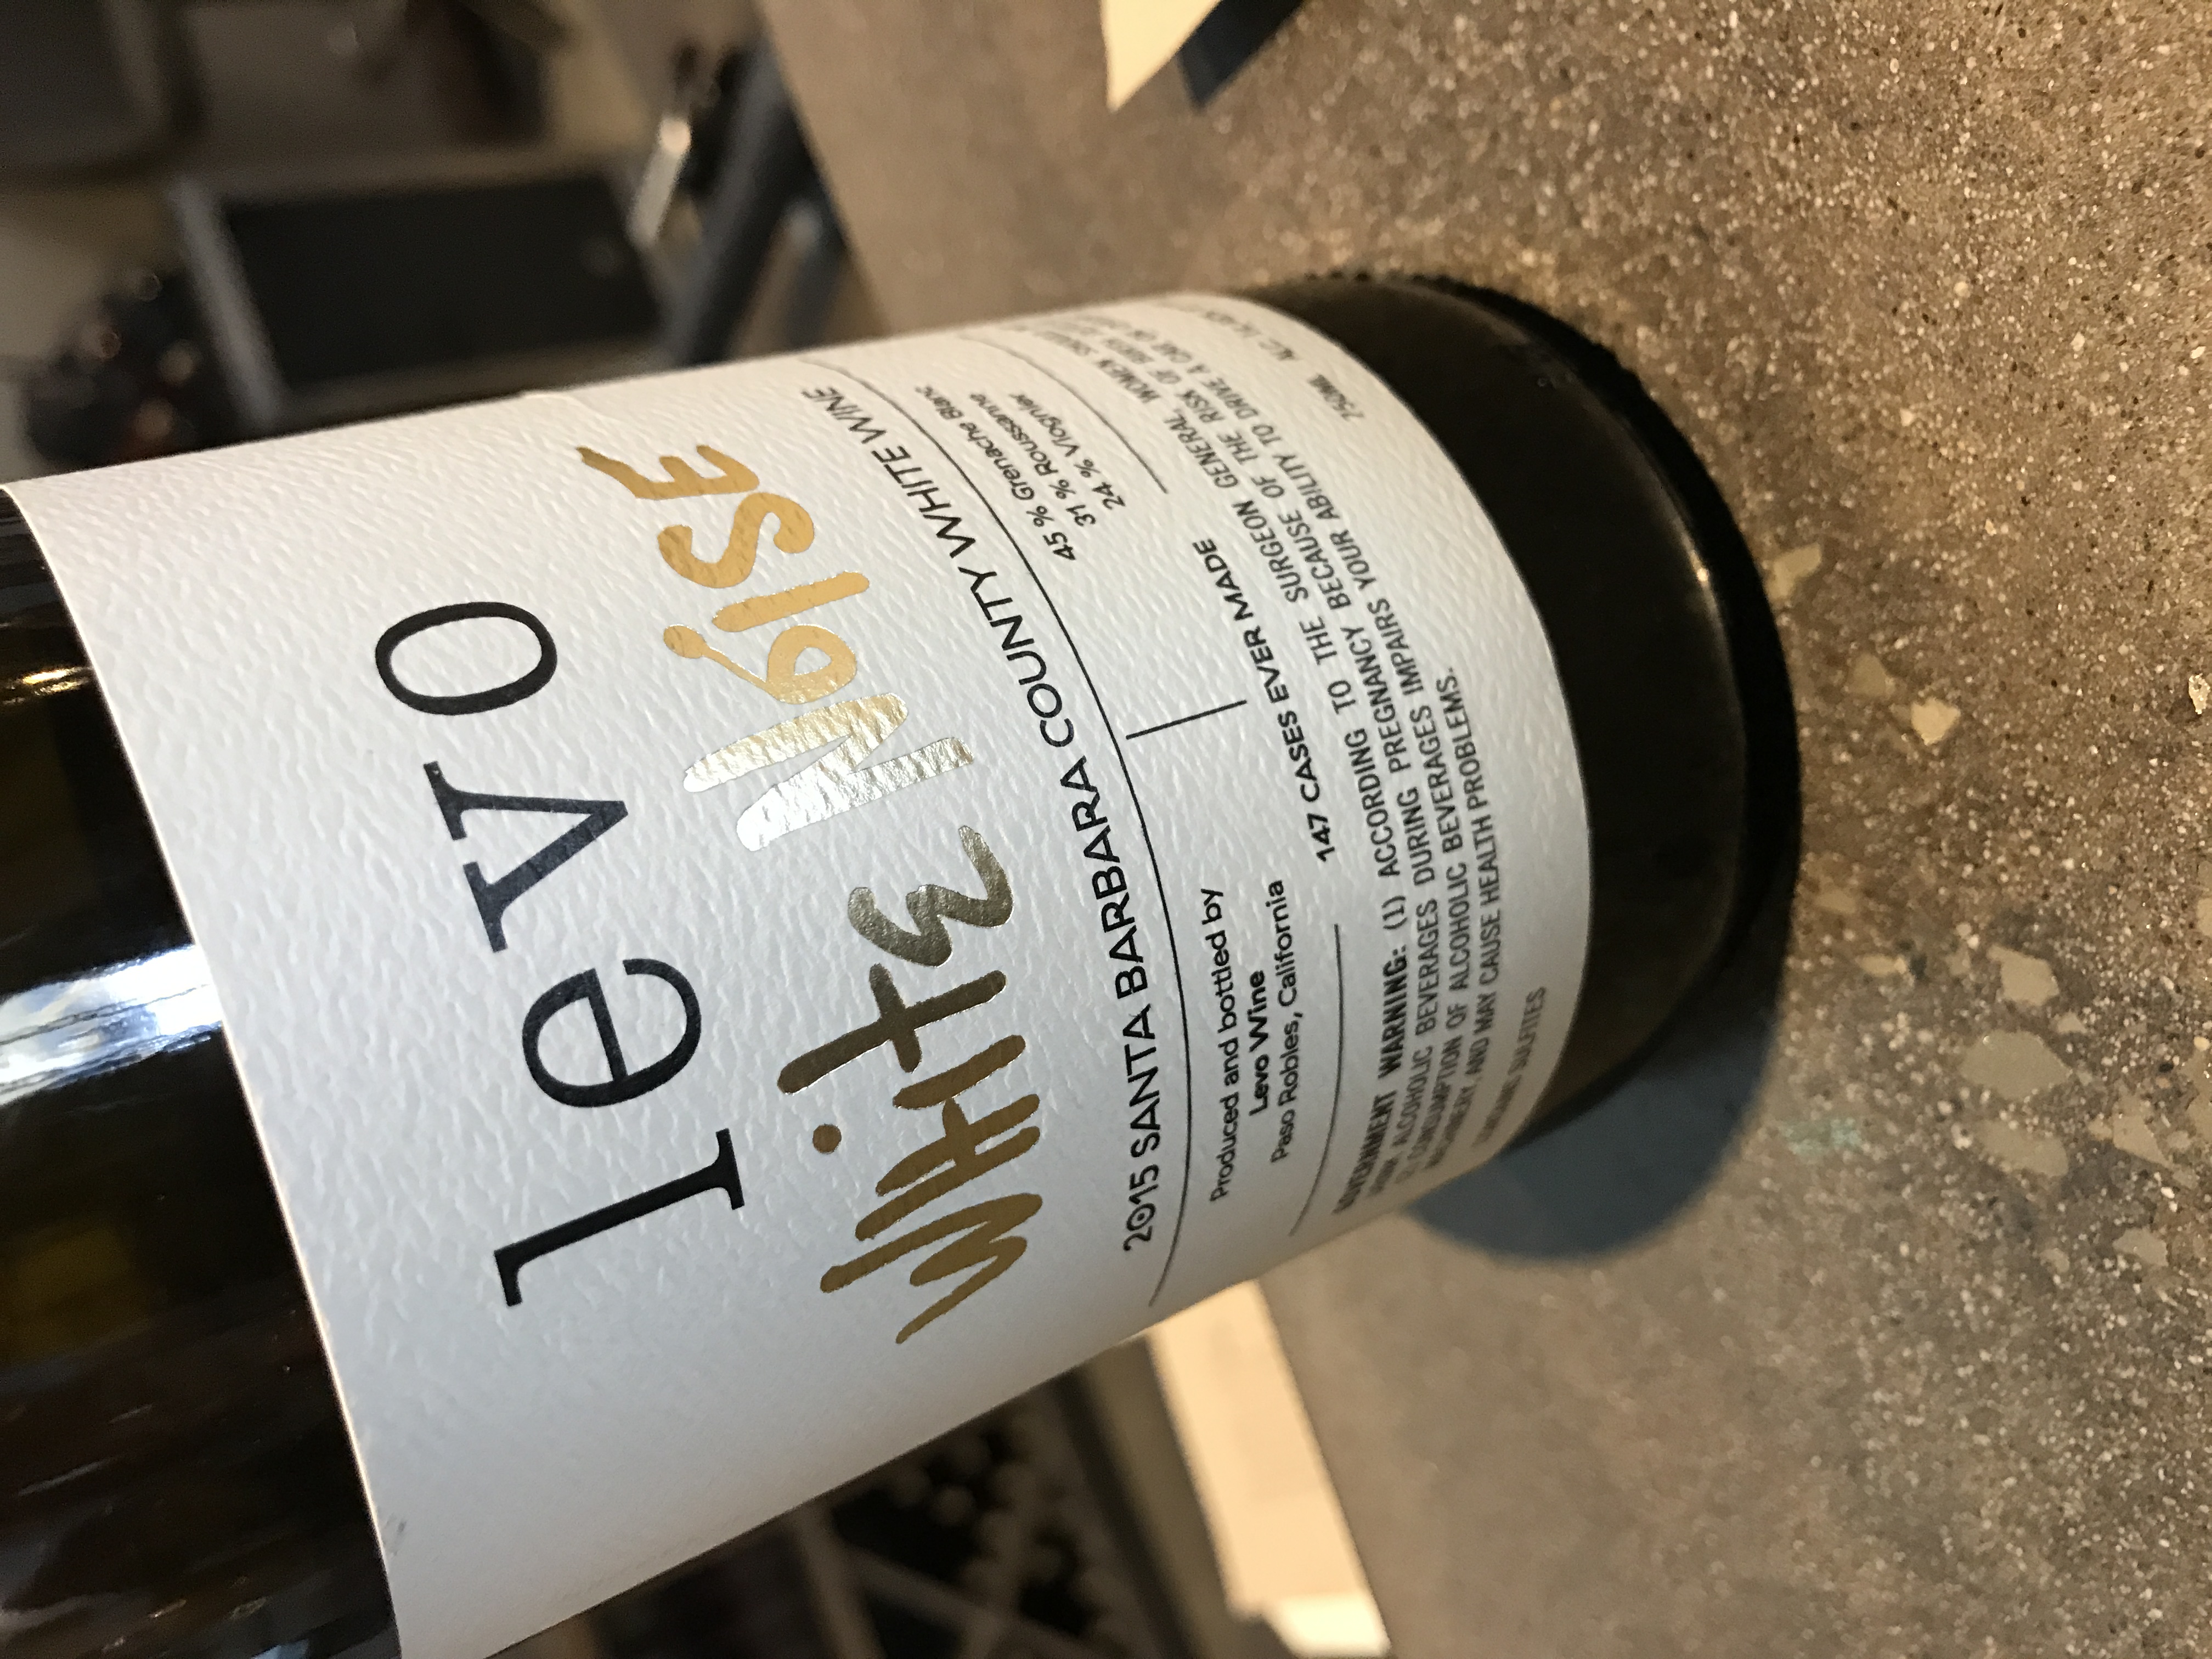 levo
WHITE NOISE
2015 SANTA BARBARA COUNTY WHITE WINE
Produced and bottled by
Levo Wine
Paso Robles, California
45 % Grenache Blanc
31 % Roussanne
24 % Viognier
147 CASES EVER MADE
GOVERNMENT WARNING: (1) ACCORDING TO THE SURGEON GENERAL, WOMEN
DRINK ALCOHOLIC BEVERAGES DURING PREGNANCY BECAUSE OF THE RISK OF BIRTH
CONSUMPTION OF ALCOHOLIC BEVERAGES IMPAIRS YOUR ABILITY TO DRIVE A CAR OR
MACHINERY, AND MAY CAUSE HEALTH PROBLEMS.
SULFITES
750ML